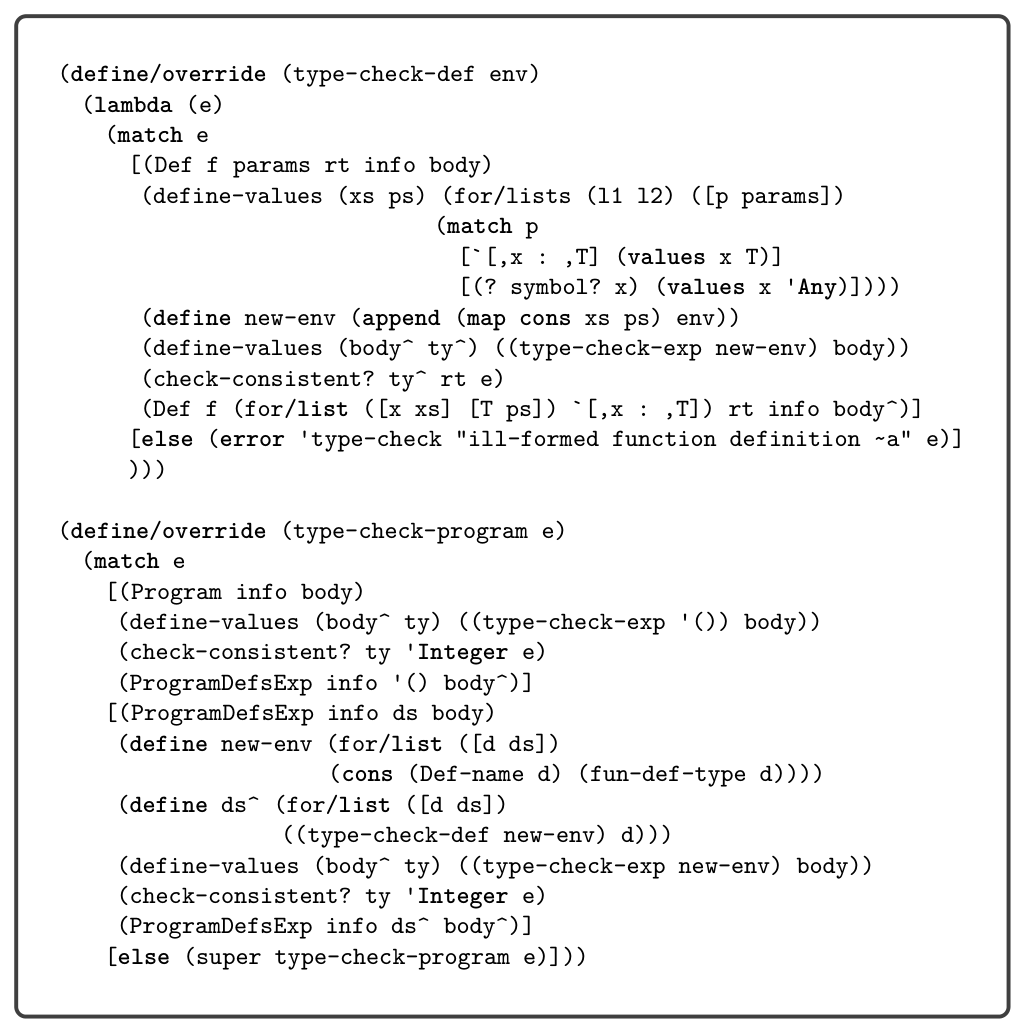 (define/override (type-check-def env)
  (lambda (e)
    (match e
      [(Def f params rt info body)
       (define-values (xs ps) (for/lists (l1 l2) ([p params])
                                (match p
                                  [`[,x : ,T] (values x T)]
                                  [(? symbol? x) (values x 'Any)])))
       (define new-env (append (map cons xs ps) env))
       (define-values (body^ ty^) ((type-check-exp new-env) body))
       (check-consistent? ty^ rt e)
       (Def f (for/list ([x xs] [T ps]) `[,x : ,T]) rt info body^)]
      [else (error 'type-check "ill-formed function definition ~a" e)]
      )))

(define/override (type-check-program e)
  (match e
    [(Program info body)
     (define-values (body^ ty) ((type-check-exp '()) body))
     (check-consistent? ty 'Integer e)
     (ProgramDefsExp info '() body^)]
    [(ProgramDefsExp info ds body)
     (define new-env (for/list ([d ds])
                       (cons (Def-name d) (fun-def-type d))))
     (define ds^ (for/list ([d ds])
                   ((type-check-def new-env) d)))
     (define-values (body^ ty) ((type-check-exp new-env) body))
     (check-consistent? ty 'Integer e)
     (ProgramDefsExp info ds^ body^)]
    [else (super type-check-program e)]))